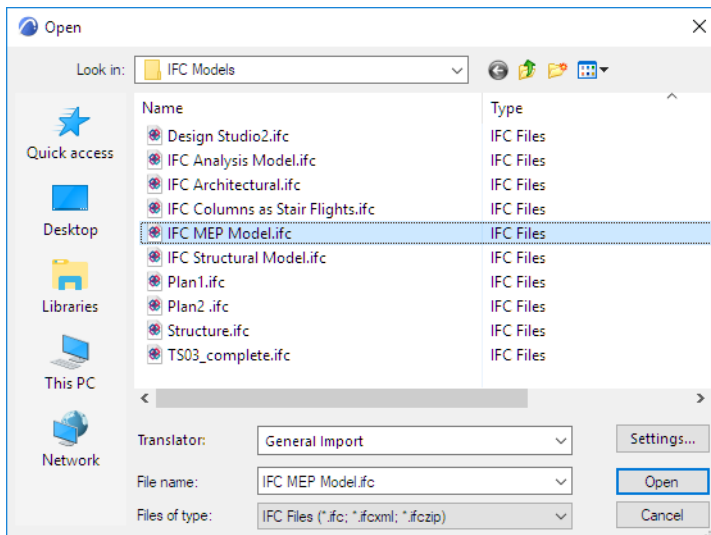 Open
Look in: IFC Models
Quick access
Desktop
Libraries
This PC
Network
Name Type
Design Studio2.ifc IFC Files
IFC Analysis Model.ifc IFC Files
IFC Architectural.ifc IFC Files
IFC Columns as Stair Flights.ifc IFC Files
IFC MEP Model.ifc IFC Files
IFC Structural Model.ifc IFC Files
Plan1.ifc IFC Files
Plan2 .ifc IFC Files
Structure.ifc IFC Files
TS03_complete.ifc IFC Files
Translator: General Import Settings...
File name: IFC MEP Model.ifc Open
Files of type: IFC Files (*.ifc; *.ifcxml; *.ifczip) Cancel